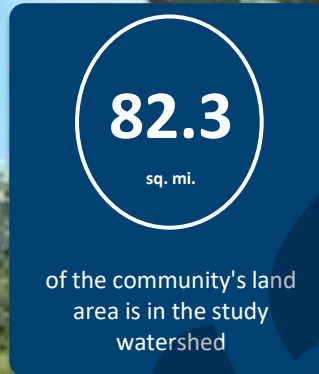 82.3
sq. mi.
of the community's land
area is in the study
watershed